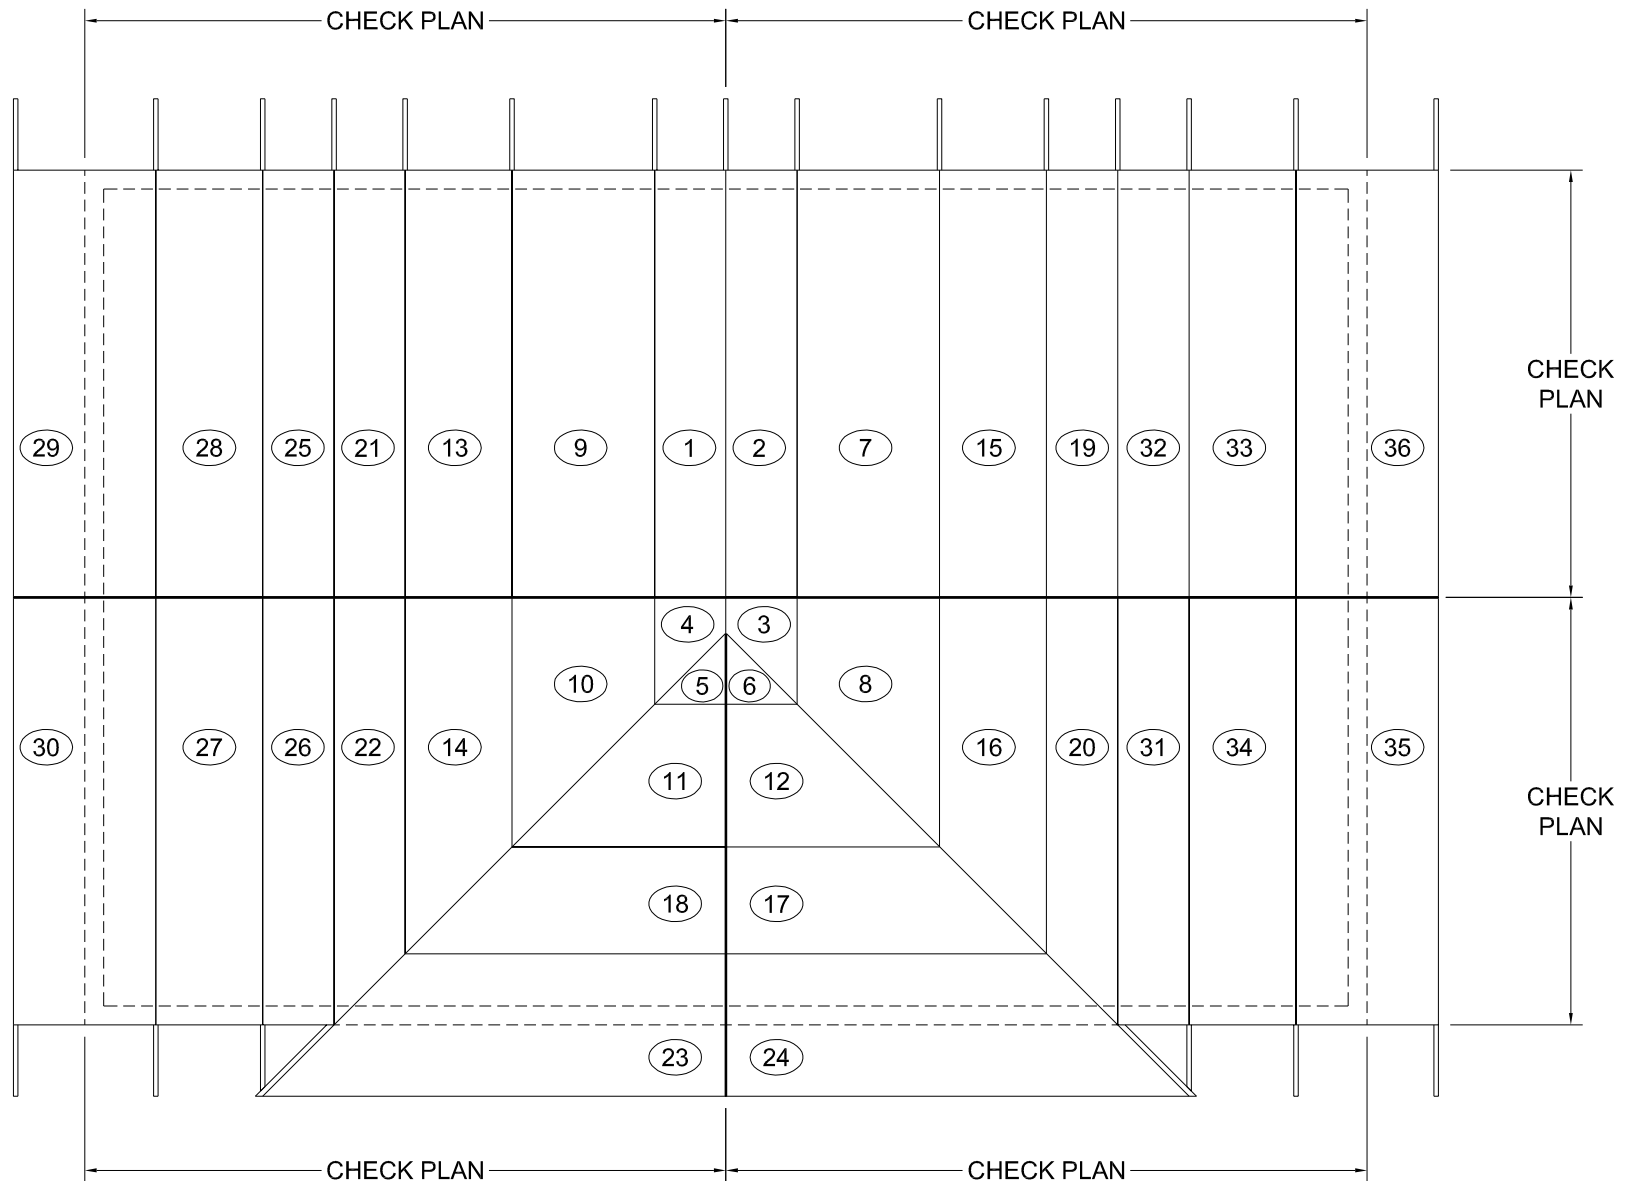 CHECK PLAN CHECK PLAN
CHECK
PLAN
29 28 25 21 13 9 1 2 7 15 19 32 33 36
4 3
10 5 6 8
30 27 26 22 14 16 20 31 34 35
11 12
CHECK
PLAN
18 17
23 24
CHECK PLAN CHECK PLAN